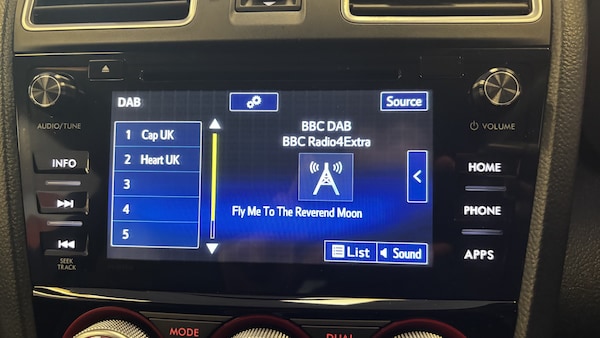 DAB
Source
AUDIO/TUNE
VOLUME
1 Cap UK
2 Heart UK
3
4
5
BBC DAB
BBC Radio4Extra
Fly Me To The Reverend Moon
List
Sound
INFO
SEEK
TRACK
HOME
PHONE
APPS
MODE
DUAL